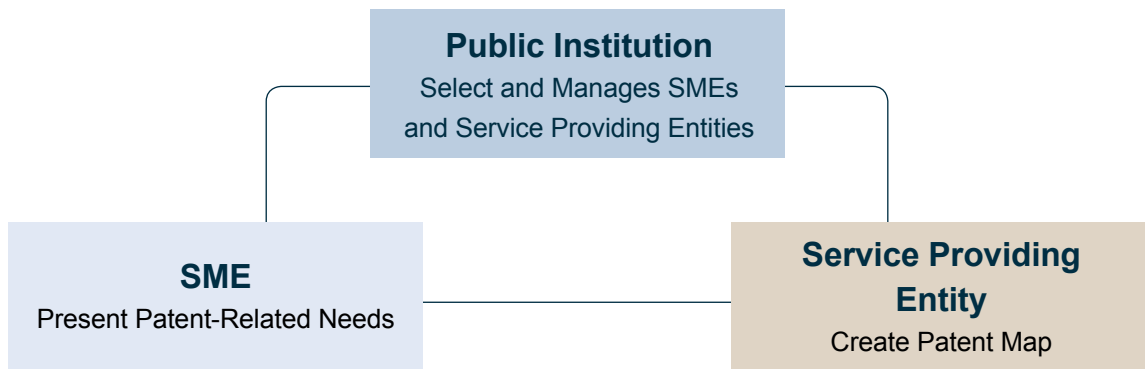 Public Institution
Select and Manages SMEs
and Service Providing Entities
SME
Present Patent-Related Needs
Service Providing
Entity
Create Patent Map